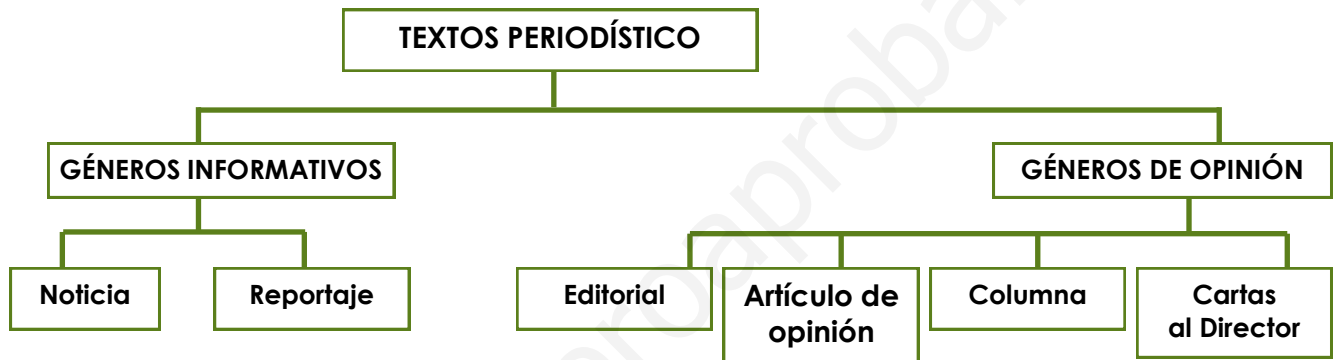 TEXTOS PERIODÍSTICO
GÉNEROS INFORMATIVOS
GÉNEROS DE OPINIÓN
Noticia
Reportaje
Editorial
Artículo de
opinión
Columna
Cartas
al Director